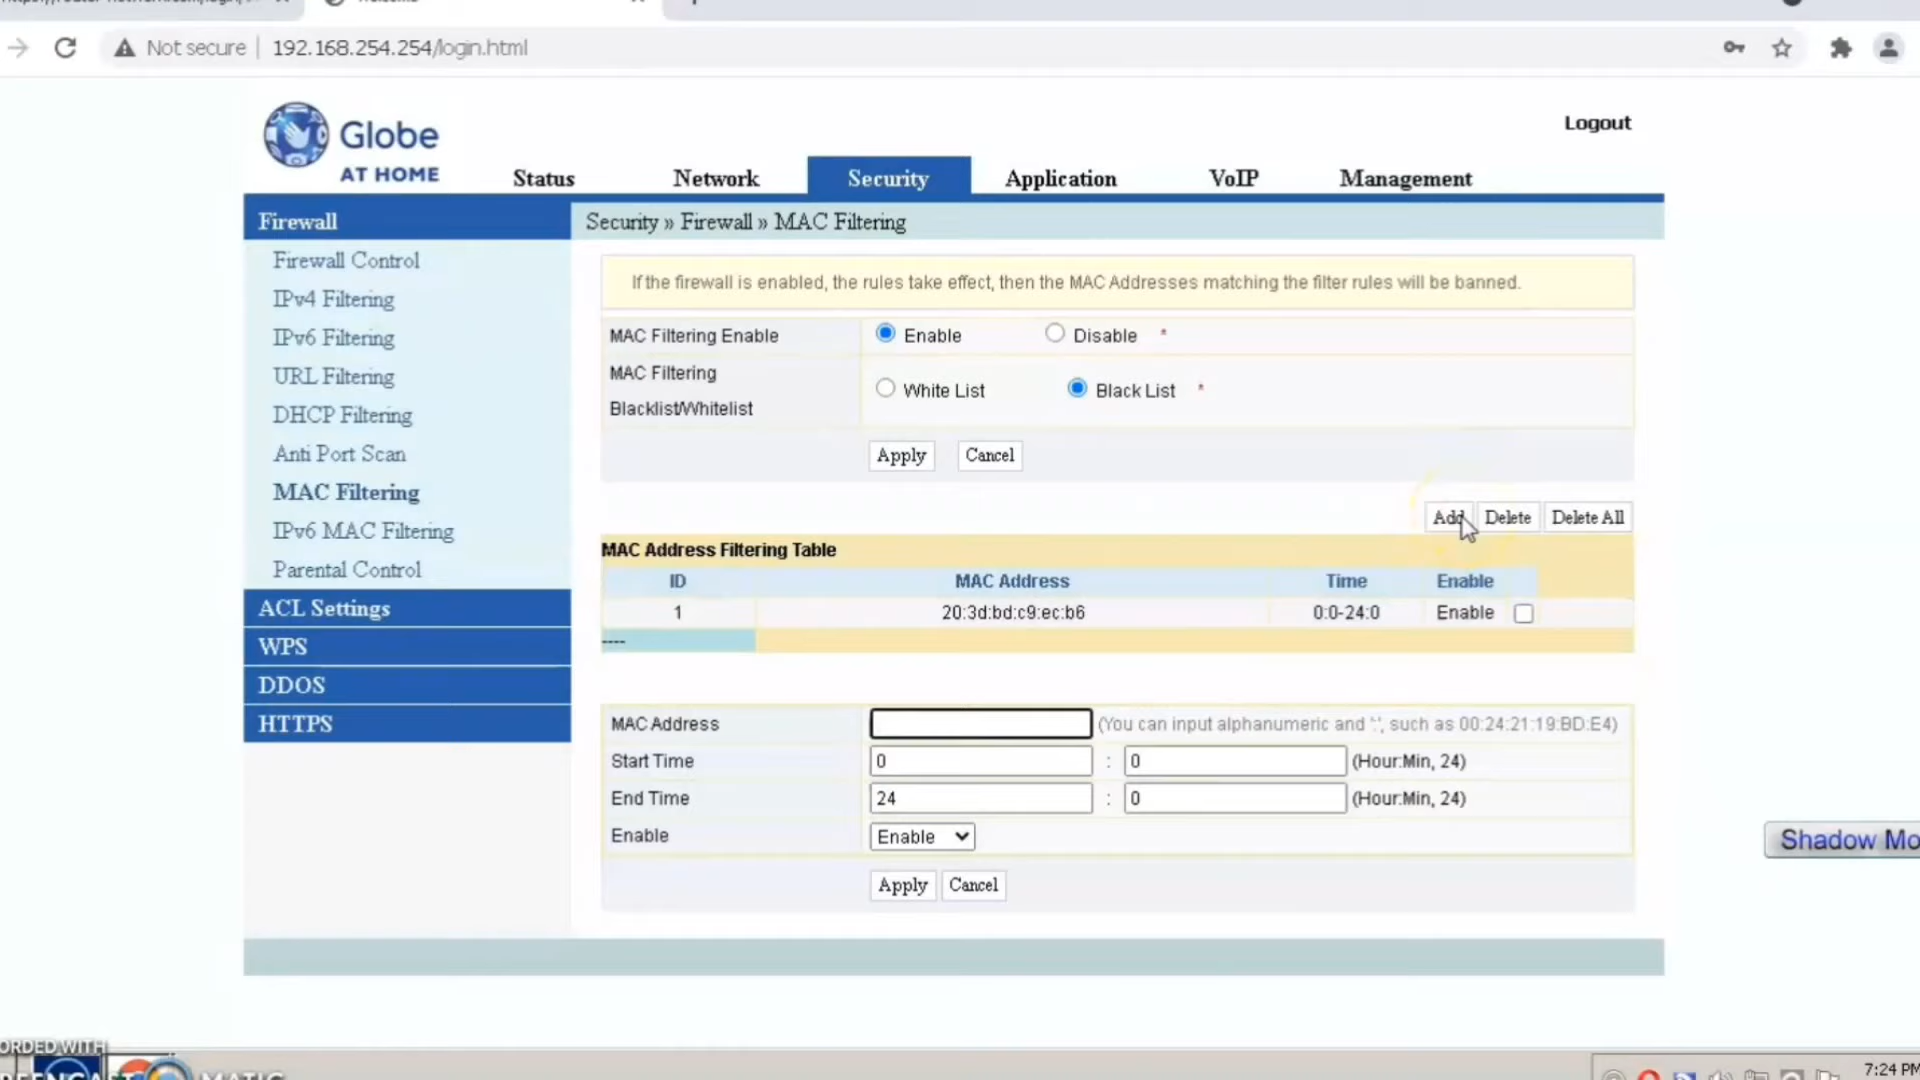 Not secure | 192.168.254.254/login.html
Globe
AT HOME
Logout
Status Network Security Application VoIP Management
Firewall
Security » Firewall » MAC Filtering
Firewall Control
IPv4 Filtering
IPv6 Filtering
URL Filtering
DHCP Filtering
Anti Port Scan
MAC Filtering
IPv6 MAC Filtering
Parental Control
ACL Settings
WPS
DDOS
HTTPS
If the firewall is enabled, the rules take effect, then the MAC Addresses matching the filter rules will be banned.
MAC Filtering Enable Enable Disable *
MAC Filtering
Blacklist/Whitelist
White List Black List *
Apply Cancel
Add Delete Delete All
MAC Address Filtering Table
ID MAC Address Time Enable
1 20:3d:bd:c9:ec:b6 0:0-24:0 Enable
----
MAC Address (You can input alphanumeric and ':', such as 00:24:21:19:BD:E4)
Start Time 0 : 0 (Hour:Min, 24)
End Time 24 : 0 (Hour:Min, 24)
Enable Enable
Apply Cancel
Shadow Mo
ORDED WITH
7:24 PM